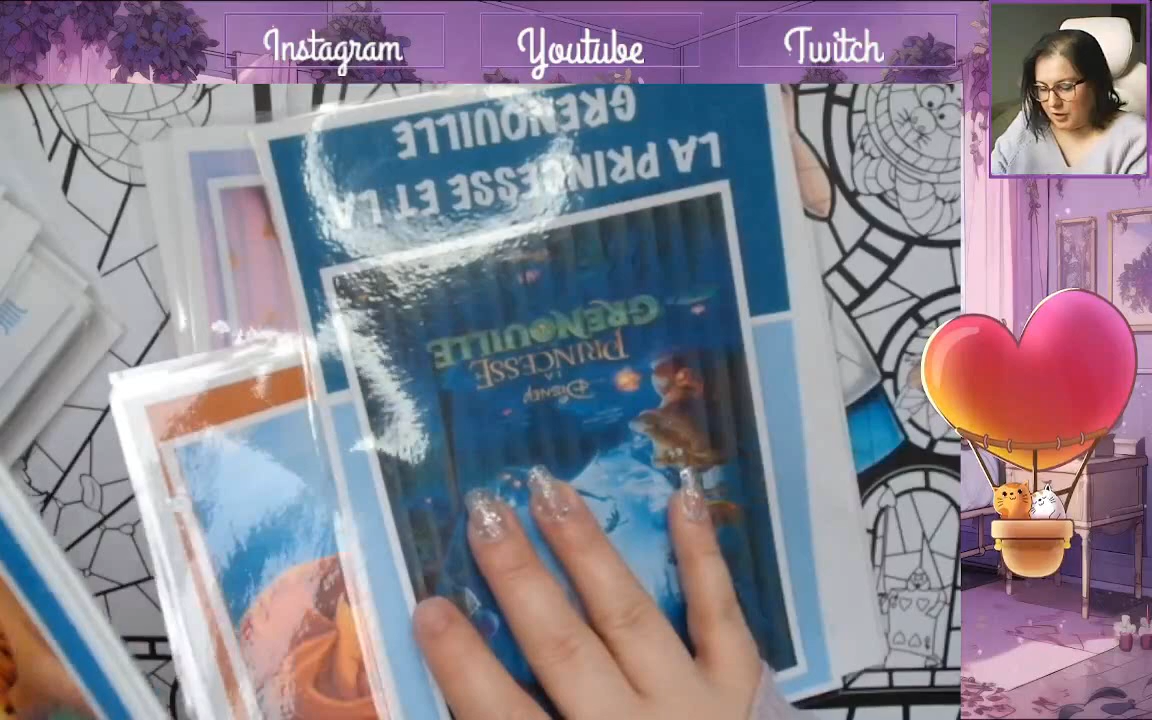 Instagram
Youtube
Twitch
LA PRINCESSE ET LA
GRENOUILLE
DISNEY
LA
PRINCESSE
GRENOUILLE